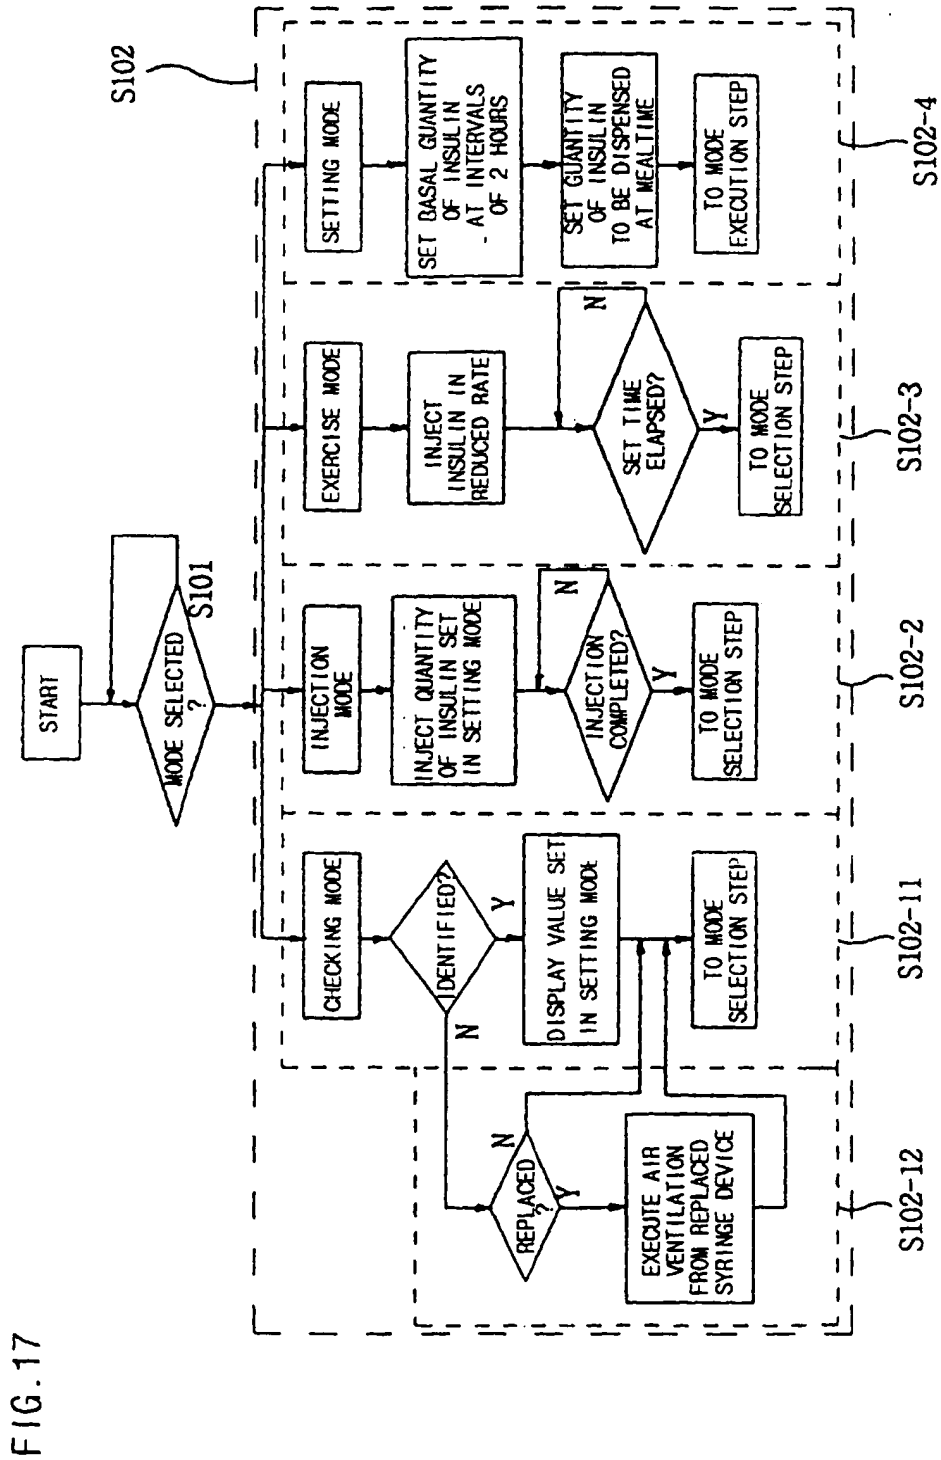 FIG.17
START
MODE SELECTED
?
S101
S102
CHECKING MODE
IDENTIFIED?
N
Y
DISPLAY VALUE SET
IN SETTING MODE
TO MODE
SELECTION STEP
S102-11
REPLACED
?
N
Y
EXECUTE AIR
VENTILATION
FROM REPLACED
SYRINGE DEVICE
S102-12
INJECTION
MODE
INJECT QUANTITY
OF INSULIN SET
IN SETTING MODE
INJECTION
COMPLETED?
N
Y
TO MODE
SELECTION STEP
S102-2
EXERCISE MODE
INJECT
INSULIN IN
REDUCED RATE
SET TIME
ELAPSED?
N
Y
TO MODE
SELECTION STEP
S102-3
SETTING MODE
SET BASAL QUANTITY
OF INSULIN
AT INTERVALS
OF 2 HOURS
SET GUANTITY
OF INSULIN
TO BE DISPENSED
AT MEALTIME
TO MODE
EXECUTION STEP
S102-4